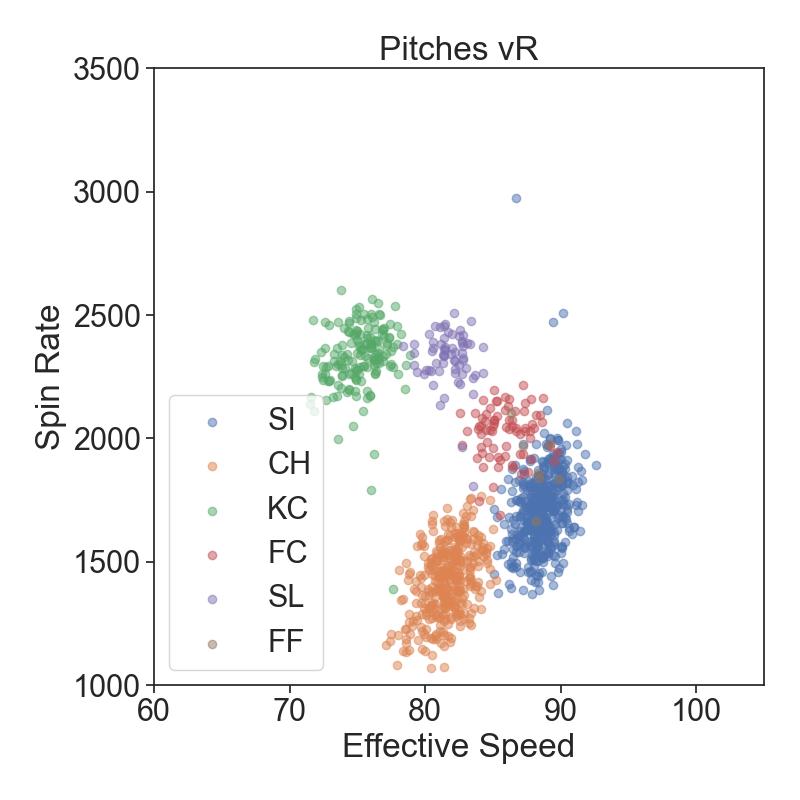 Pitches vR
3500
3000
2500
2000
1500
1000
Spin Rate
SI
CH
KC
FC
SL
FF
60 70 80 90 100
Effective Speed